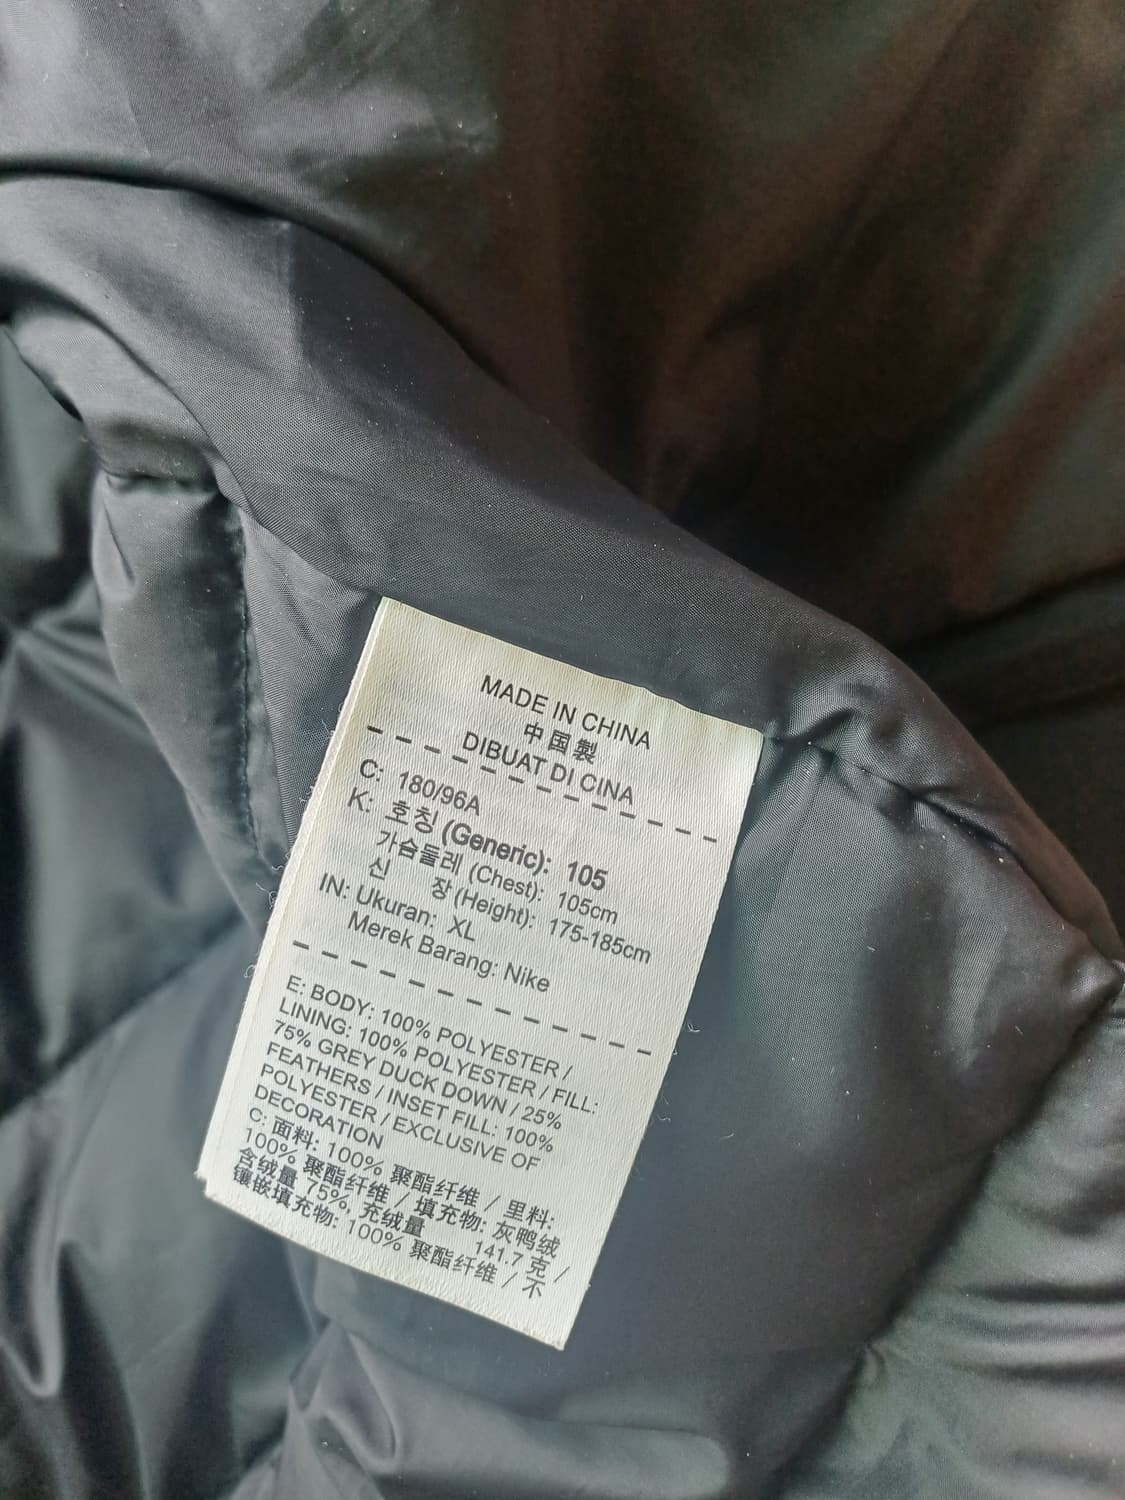 MADE IN CHINA
中国製
DIBUAT DI CINA
C: 180/96A
K: 호칭 (Generic): 105
가슴둘레 (Chest): 105cm
신 장 (Height): 175-185cm
IN: Ukuran: XL
Merek Barang: Nike
E: BODY: 100% POLYESTER /
LINING: 100% POLYESTER / FILL:
75% GREY DUCK DOWN / 25%
FEATHERS / INSET FILL: 100%
POLYESTER / EXCLUSIVE OF
DECORATION
C: 面料: 100% 聚酯纤维 / 里料:
100% 聚酯纤维 / 填充物: 灰鸭绒
含绒量 75%, 充绒量 141.7 克 /
镶嵌填充物: 100% 聚酯纤维 / 不